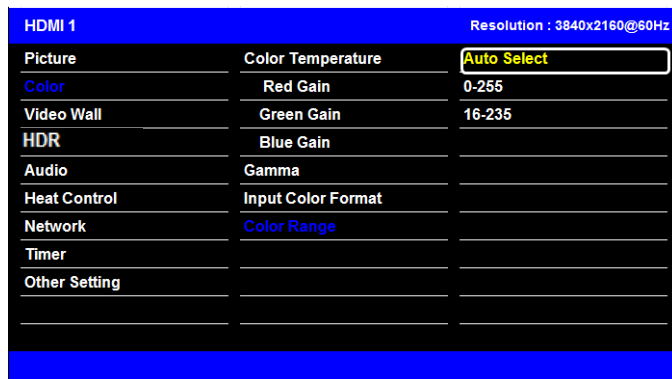 HDMI 1
Resolution : 3840x2160@60Hz
Picture
Color
Video Wall
HDR
Audio
Heat Control
Network
Timer
Other Setting
Color Temperature
Red Gain
Green Gain
Blue Gain
Gamma
Input Color Format
Color Range
Auto Select
0-255
16-235